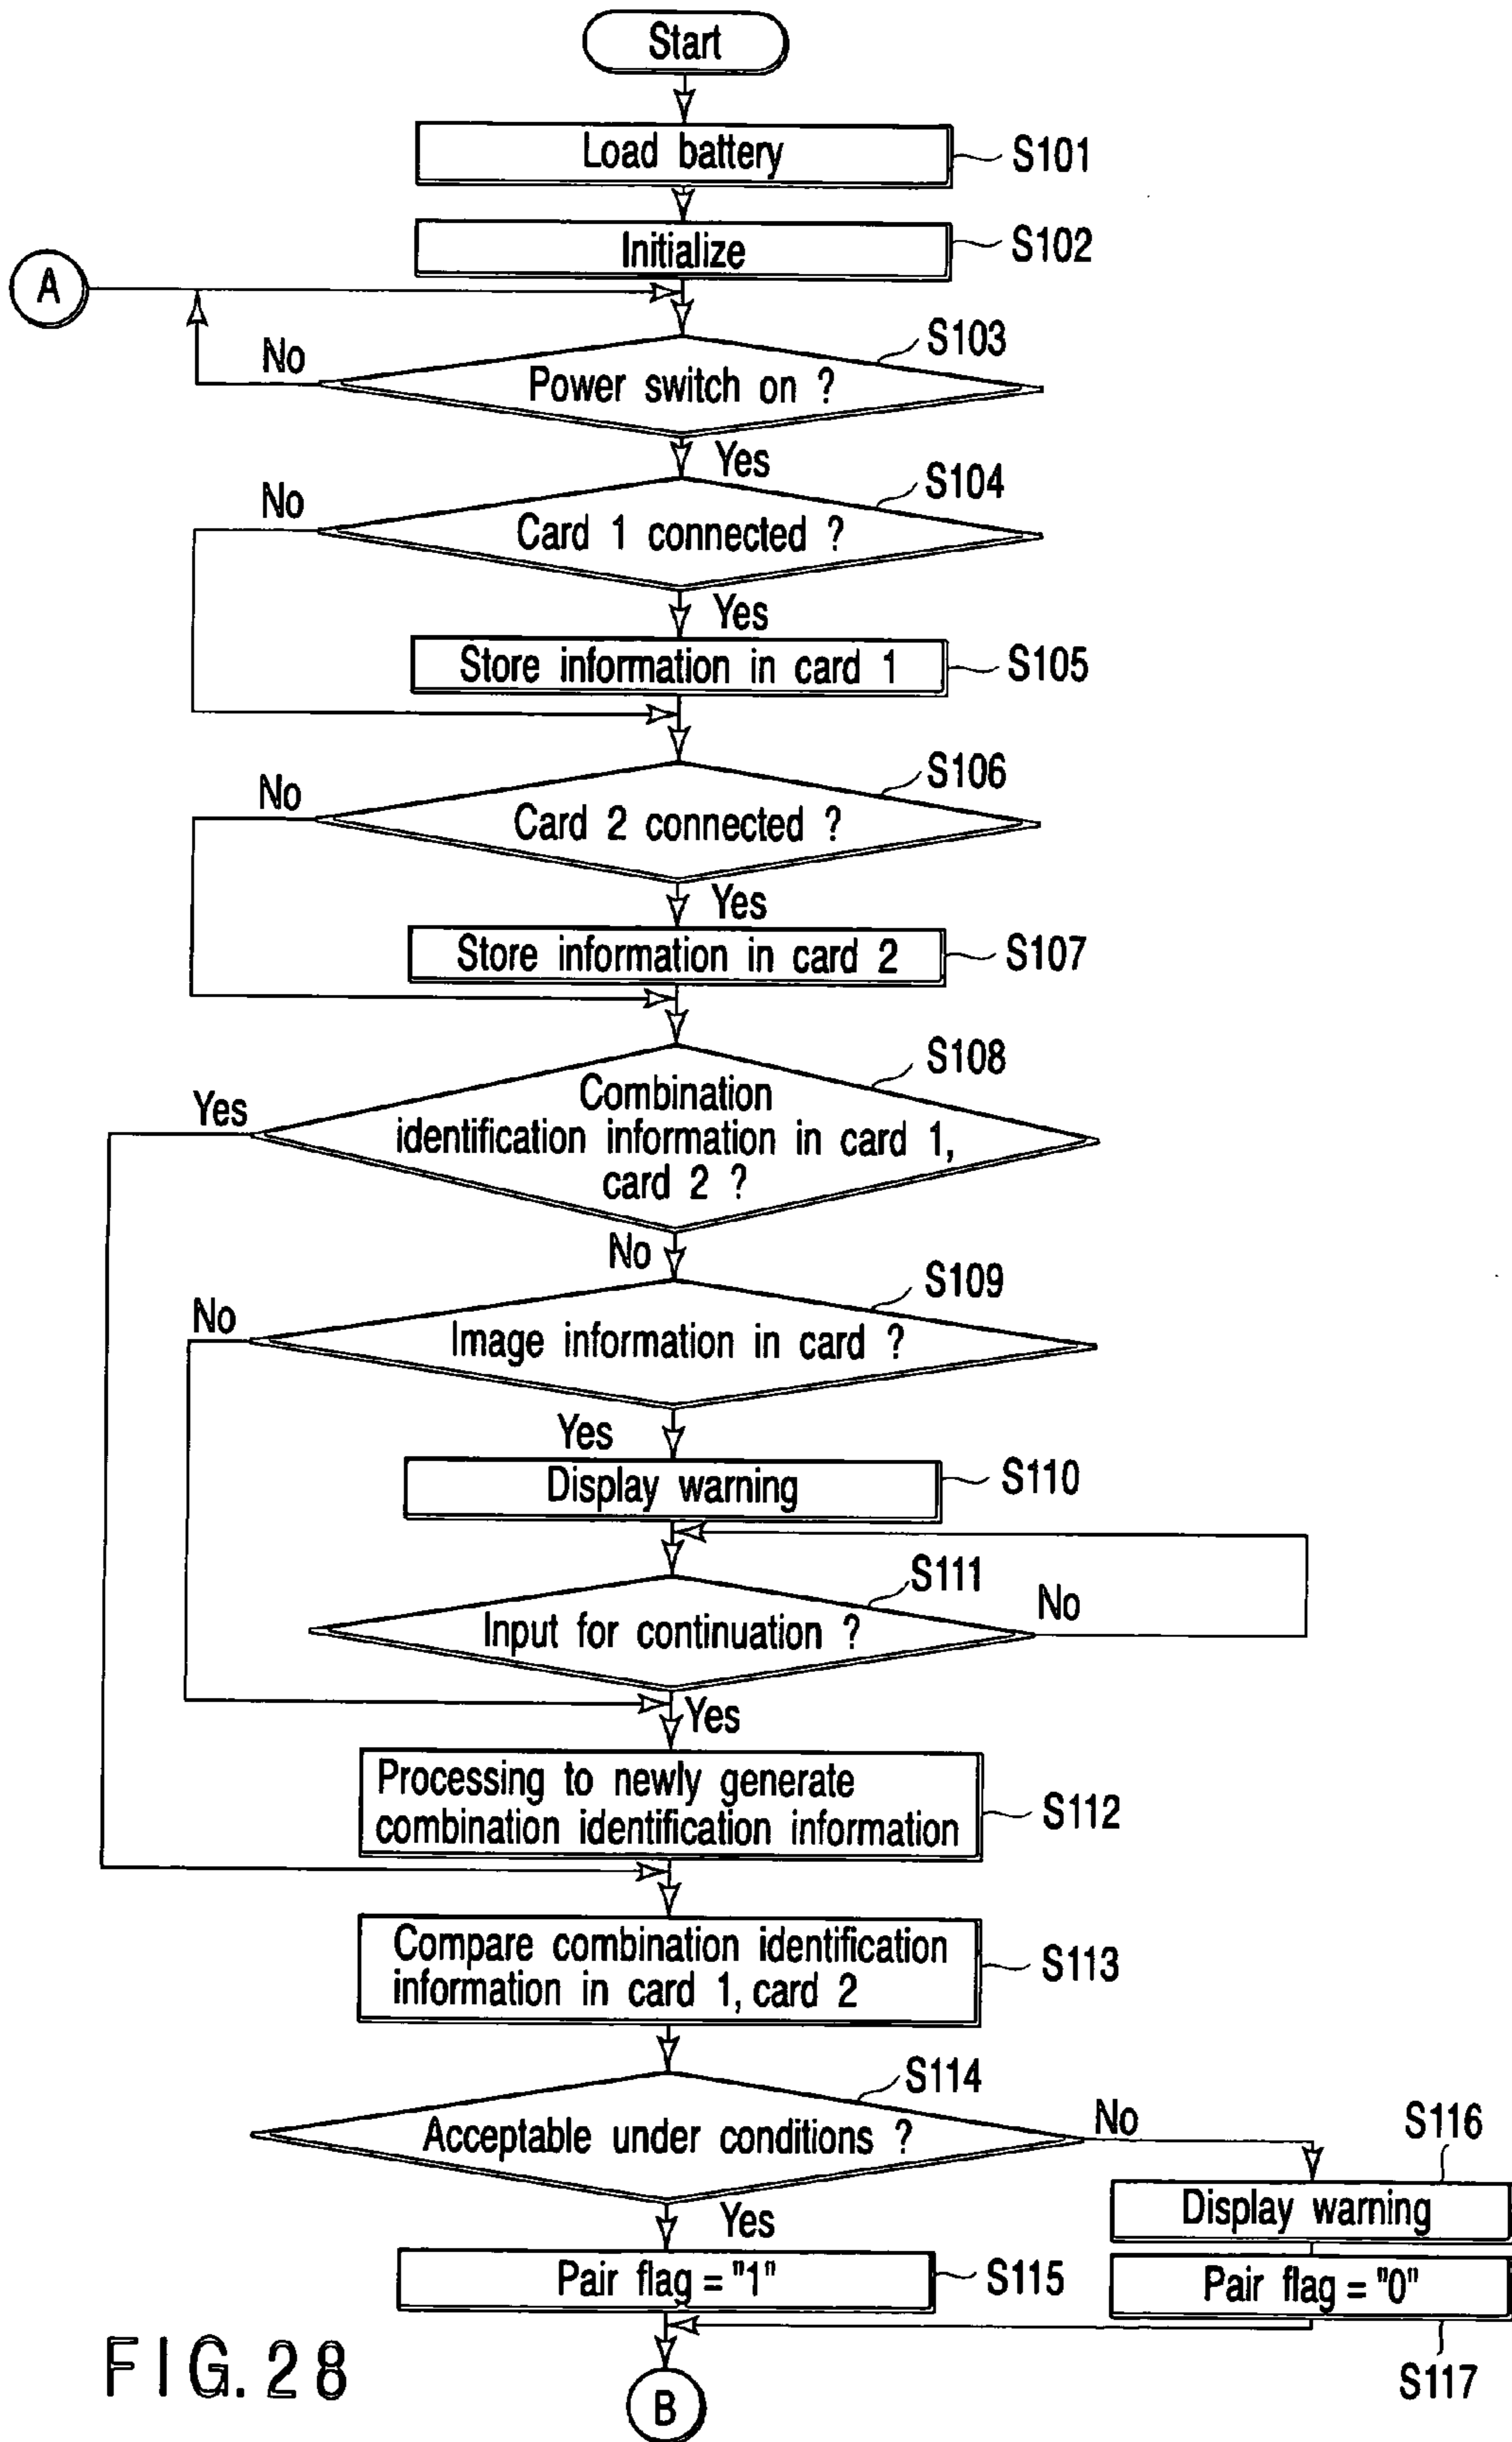 Start
Load battery
S101
Initialize
S102
A
S103
No
Power switch on ?
Yes
S104
No
Card 1 connected ?
Yes
Store information in card 1
S105
S106
No
Card 2 connected ?
Yes
Store information in card 2
S107
S108
Yes
Combination
identification information in card 1,
card 2 ?
No
S109
No
Image information in card ?
Yes
Display warning
S110
S111
No
Input for continuation ?
Yes
Processing to newly generate
combination identification information
S112
Compare combination identification
information in card 1, card 2
S113
S114
No
Acceptable under conditions ?
S116
Display warning
Yes
Pair flag = "1"
S115
Pair flag = "0"
S117
B
FIG. 28